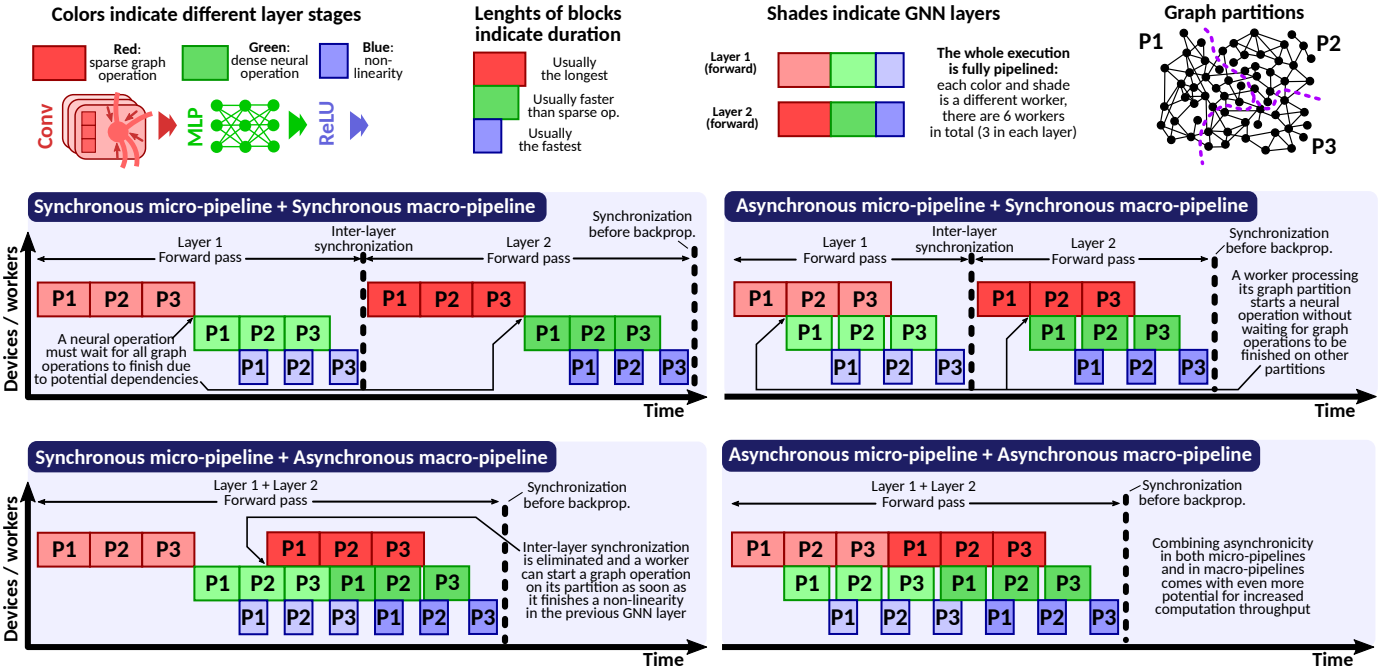 Colors indicate different layer stages
Red:
sparse graph
operation
Green:
dense neural
operation
Blue:
non-
linearity
Conv
MLP
ReLU
Lenghts of blocks
indicate duration
Usually
the longest
Usually faster
than sparse op.
Usually
the fastest
Shades indicate GNN layers
Layer 1
(forward)
Layer 2
(forward)
The whole execution
is fully pipelined:
each color and shade
is a different worker,
there are 6 workers
in total (3 in each layer)
Graph partitions
P1
P2
P3
Synchronous micro-pipeline + Synchronous macro-pipeline
Devices / workers
Layer 1
Forward pass
Inter-layer
synchronization
Layer 2
Forward pass
Synchronization
before backprop.
P1 P2 P3 P1 P2 P3
P1 P2 P3 P1 P2 P3
P1 P2 P3 P1 P2 P3
A neural operation
must wait for all graph
operations to finish due
to potential dependencies
Time
Asynchronous micro-pipeline + Synchronous macro-pipeline
Layer 1
Forward pass
Inter-layer
synchronization
Layer 2
Forward pass
Synchronization
before backprop.
P1 P2 P3 P1 P2 P3
P1 P2 P3 P1 P2 P3
P1 P2 P3 P1 P2 P3
A worker processing
its graph partition
starts a neural
operation without
waiting for graph
operations to be
finished on other
partitions
Time
Synchronous micro-pipeline + Asynchronous macro-pipeline
Devices / workers
Layer 1 + Layer 2
Forward pass
Synchronization
before backprop.
P1 P2 P3 P1 P2 P3
P1 P2 P3 P1 P2 P3
P1 P2 P3 P1 P2 P3
Inter-layer synchronization
is eliminated and a worker
can start a graph operation
on its partition as soon as
it finishes a non-linearity
in the previous GNN layer
Time
Asynchronous micro-pipeline + Asynchronous macro-pipeline
Layer 1 + Layer 2
Forward pass
Synchronization
before backprop.
P1 P2 P3 P1 P2 P3
P1 P2 P3 P1 P2 P3
P1 P2 P3 P1 P2 P3
Combining asynchronicity
in both micro-pipelines
and in macro-pipelines
comes with even more
potential for increased
computation throughput
Time